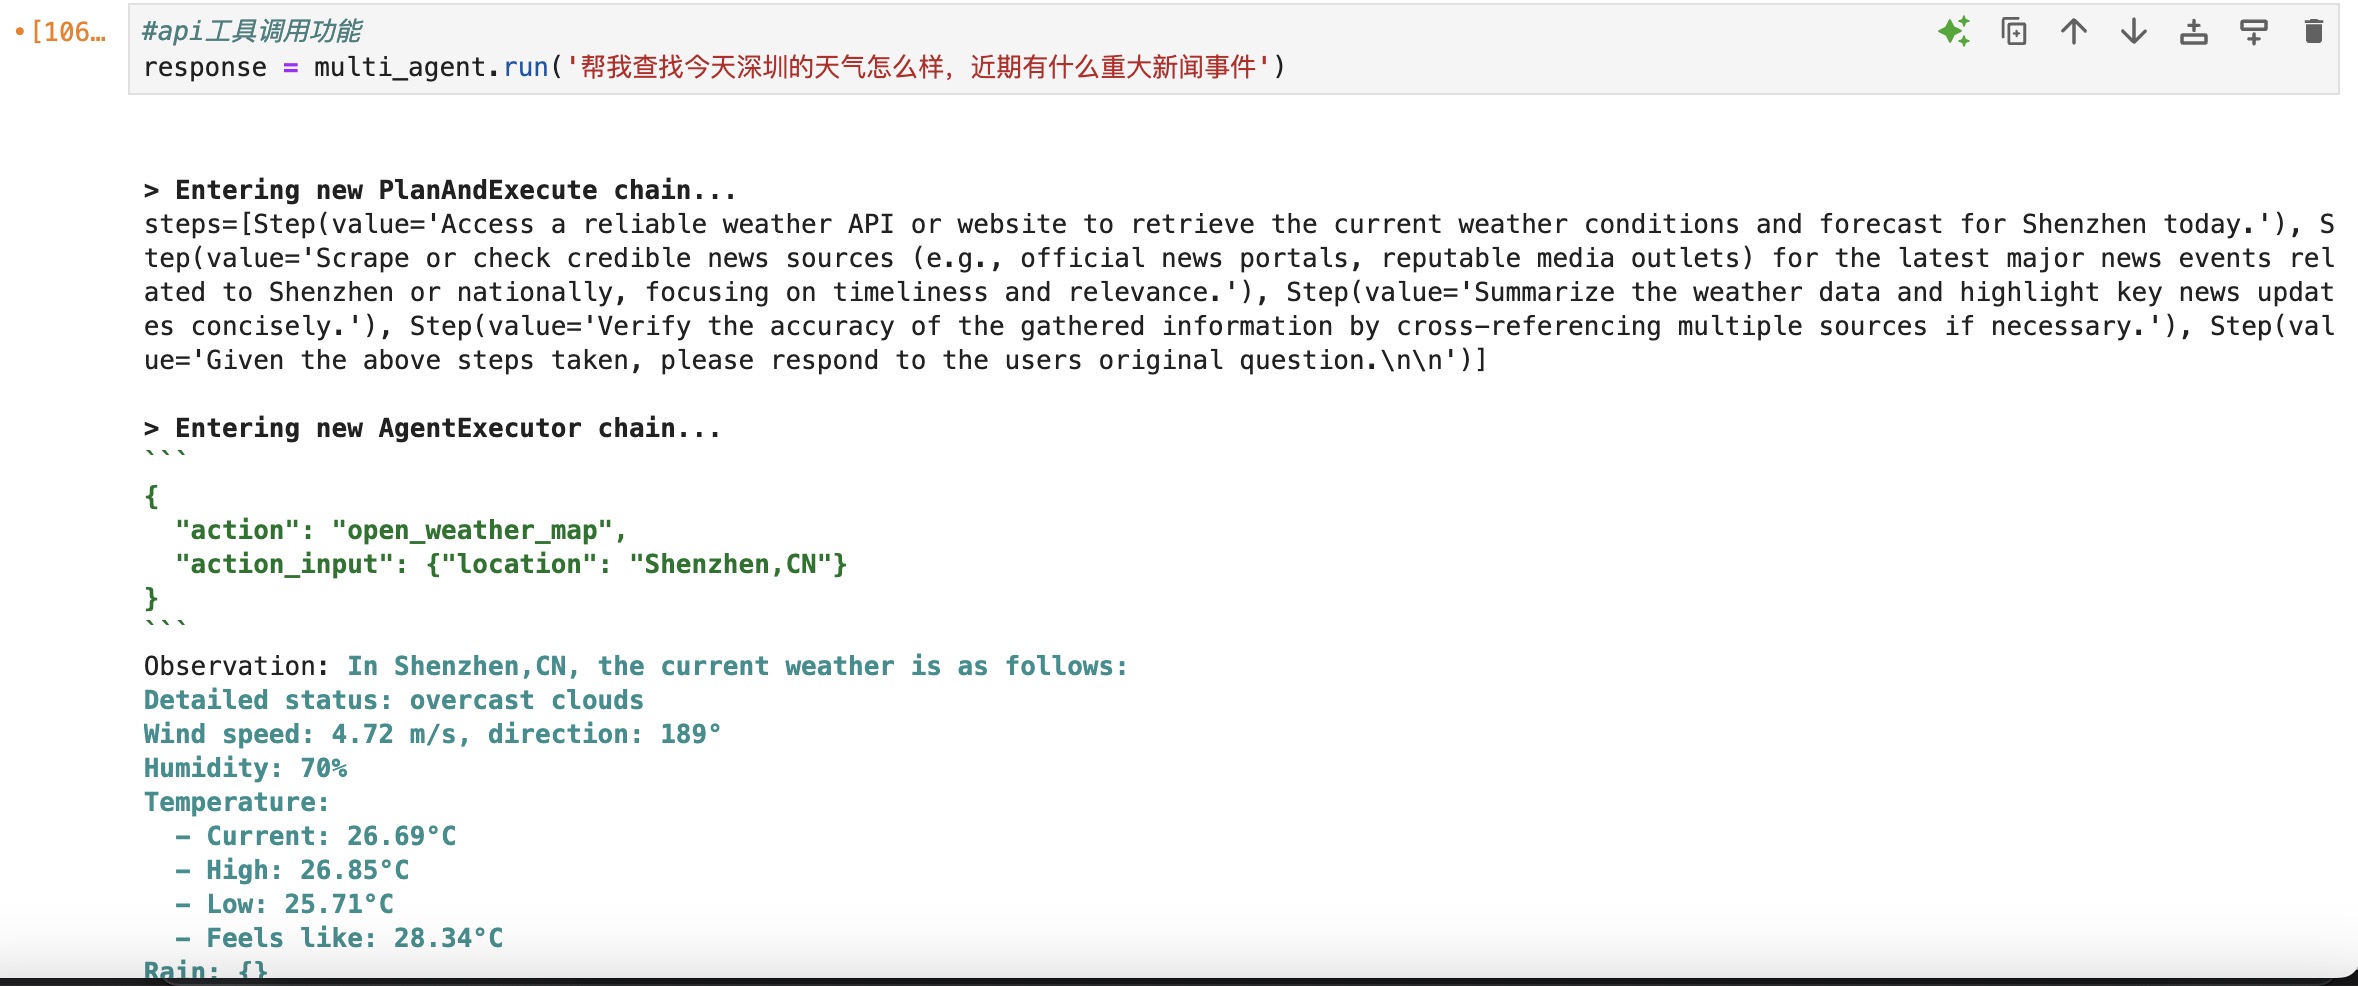 •[106…
#api工具调用功能
response = multi_agent.run('帮我查找今天深圳的天气怎么样，近期有什么重大新闻事件')
> Entering new PlanAndExecute chain...
steps=[Step(value='Access a reliable weather API or website to retrieve the current weather conditions and forecast for Shenzhen today.'), S
tep(value='Scrape or check credible news sources (e.g., official news portals, reputable media outlets) for the latest major news events rel
ated to Shenzhen or nationally, focusing on timeliness and relevance.'), Step(value='Summarize the weather data and highlight key news updat
es concisely.'), Step(value='Verify the accuracy of the gathered information by cross-referencing multiple sources if necessary.'), Step(val
ue='Given the above steps taken, please respond to the users original question.\n\n')]
> Entering new AgentExecutor chain...
```
{
  "action": "open_weather_map",
  "action_input": {"location": "Shenzhen,CN"}
}
```
Observation: In Shenzhen,CN, the current weather is as follows:
Detailed status: overcast clouds
Wind speed: 4.72 m/s, direction: 189°
Humidity: 70%
Temperature:
  - Current: 26.69°C
  - High: 26.85°C
  - Low: 25.71°C
  - Feels like: 28.34°C
Rain: {}